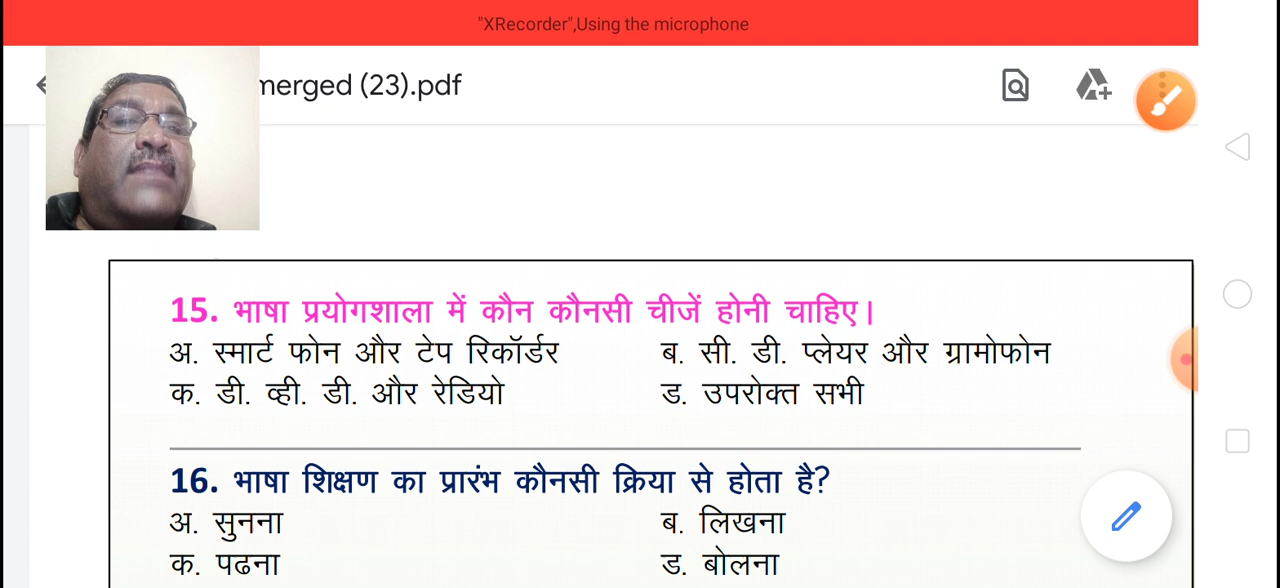 "XRecorder",Using the microphone
merged (23).pdf
15. भाषा प्रयोगशाला में कौन कौनसी चीजें होनी चाहिए।
अ. स्मार्ट फोन और टेप रिकॉर्डर ब. सी. डी. प्लेयर और ग्रामोफोन
क. डी. व्ही. डी. और रेडियो ड. उपरोक्त सभी
16. भाषा शिक्षण का प्रारंभ कौनसी क्रिया से होता है?
अ. सुनना ब. लिखना
क. पढना ड. बोलना